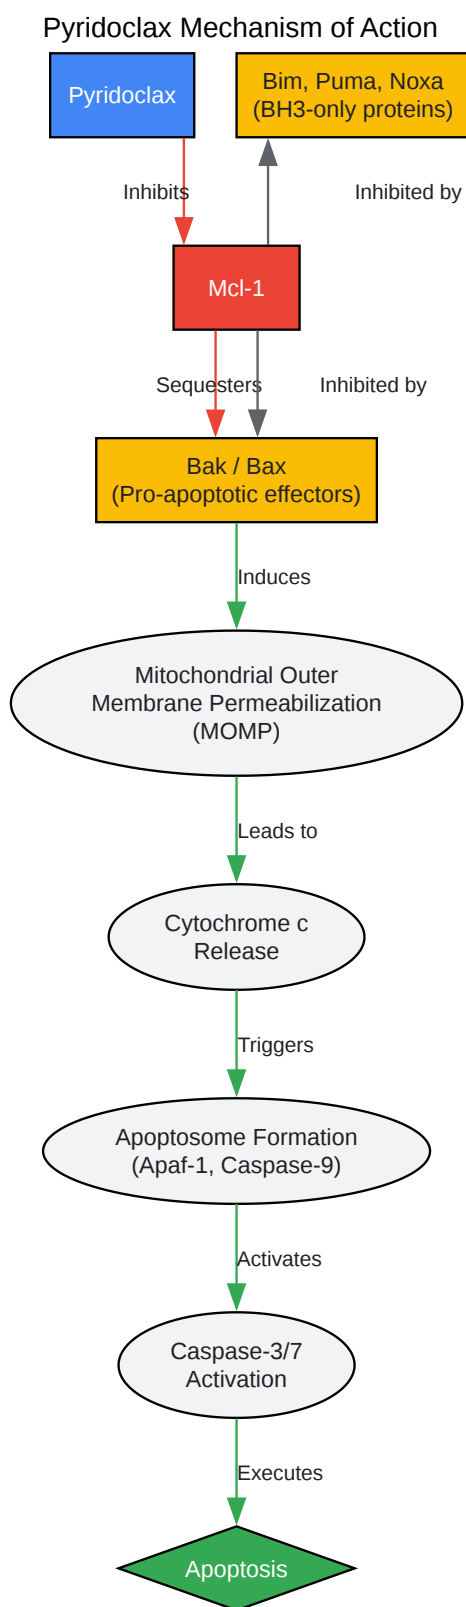 Pyridoclax Mechanism of Action
Pyridoclax
Bim, Puma, Noxa
(BH3-only proteins)
Inhibits
Inhibited by
Mcl-1
Sequesters
Inhibited by
Bak / Bax
(Pro-apoptotic effectors)
Induces
Mitochondrial Outer
Membrane Permeabilization
(MOMP)
Leads to
Cytochrome c
Release
Triggers
Apoptosome Formation
(Apaf-1, Caspase-9)
Activates
Caspase-3/7
Activation
Executes
Apoptosis